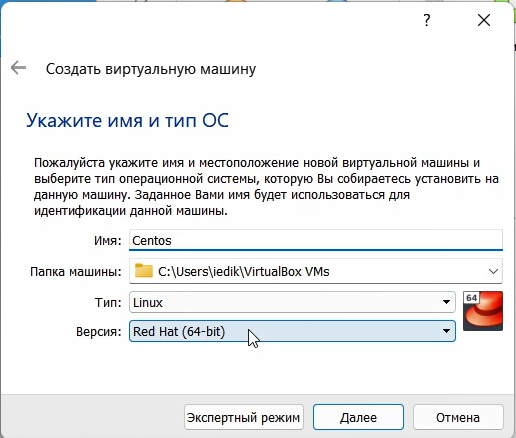 ?
Создать виртуальную машину
Укажите имя и тип ОС
Пожалуйста укажите имя и местоположение новой виртуальной машины и
выберите тип операционной системы, которую Вы собираетесь установить на
данную машину. Заданное Вами имя будет использоваться для
идентификации данной машины.
Имя: Centos
Папка машины: C:\Users\iedik\VirtualBox VMs
Тип: Linux 64
Версия: Red Hat (64-bit)
Экспертный режим Далее Отмена